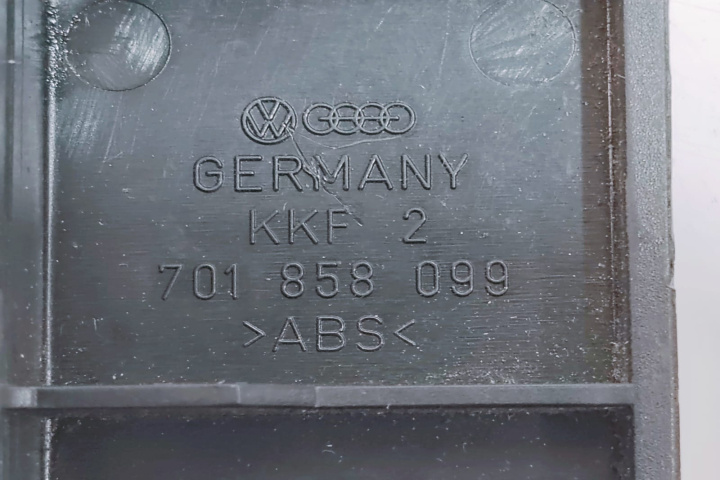 GERMANY
KKF 2
701 858 099
>ABS<